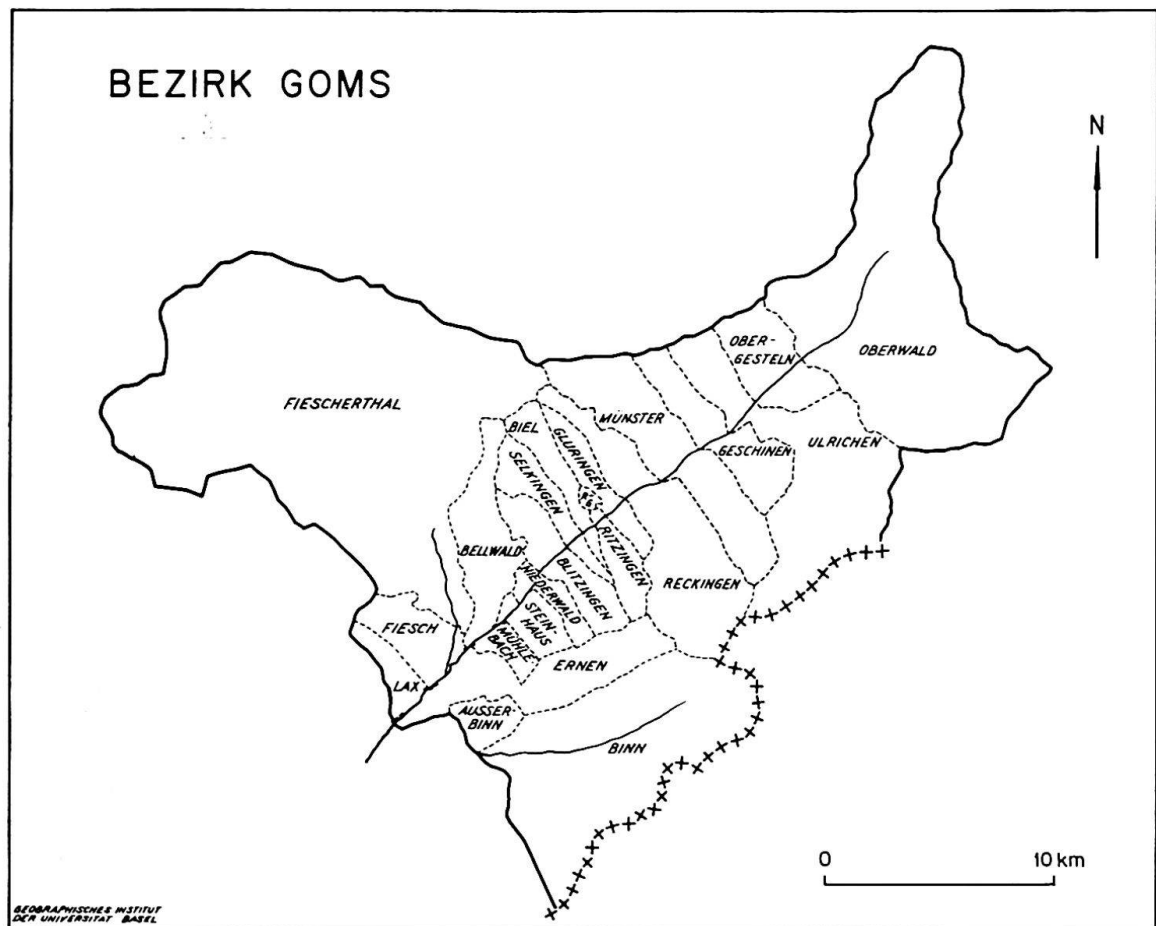 BEZIRK GOMS
N
OBER-
GESTELN
OBERWALD
FIESCHERTHAL
MÜNSTER
BIEL
GLURINGEN
ULRICHEN
GESCHINEN
SELKINGEN
RITZINGEN
BELLWALD
BLITZINGEN
RECKINGEN
NIEDERWALD
STEIN-
HAUS
FIESCH
MÜHLE
BACH
ERNEN
LAX
AUSSER-
BINN
BINN
0 10 km
GEOGRAPHISCHES INSTITUT
DER UNIVERSITÄT BASEL